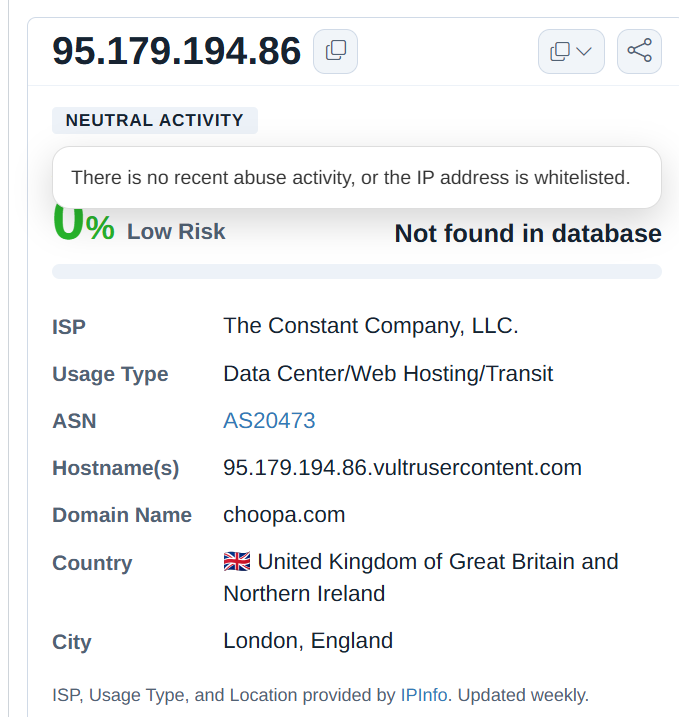 95.179.194.86
NEUTRAL ACTIVITY
There is no recent abuse activity, or the IP address is whitelisted.
0% Low Risk
Not found in database
ISP The Constant Company, LLC.
Usage Type Data Center/Web Hosting/Transit
ASN AS20473
Hostname(s) 95.179.194.86.vultrusercontent.com
Domain Name choopa.com
Country 🇬🇧 United Kingdom of Great Britain and
Northern Ireland
City London, England
ISP, Usage Type, and Location provided by IPInfo. Updated weekly.